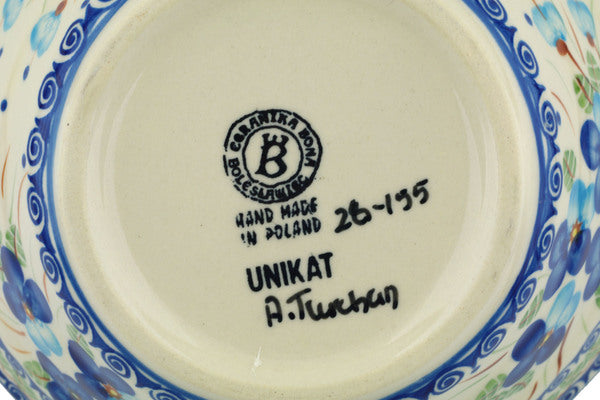 CERAMIKA BONA
BOLESŁAWIEC
B
HAND MADE
IN POLAND
26-195
UNIKAT
A. Turchan